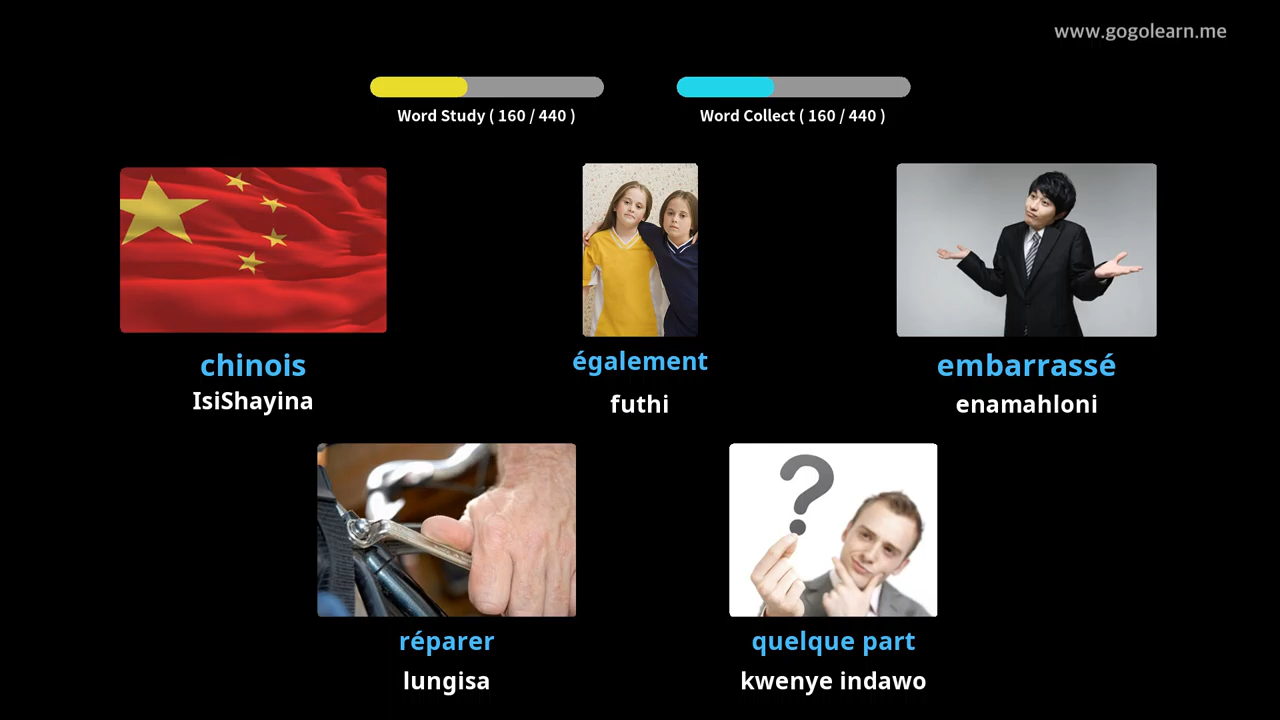 www.gogolearn.me
Word Study ( 160 / 440 )
Word Collect ( 160 / 440 )
chinois
IsiShayina
également
futhi
embarrassé
enamahloni
réparer
lungisa
quelque part
kwenye indawo